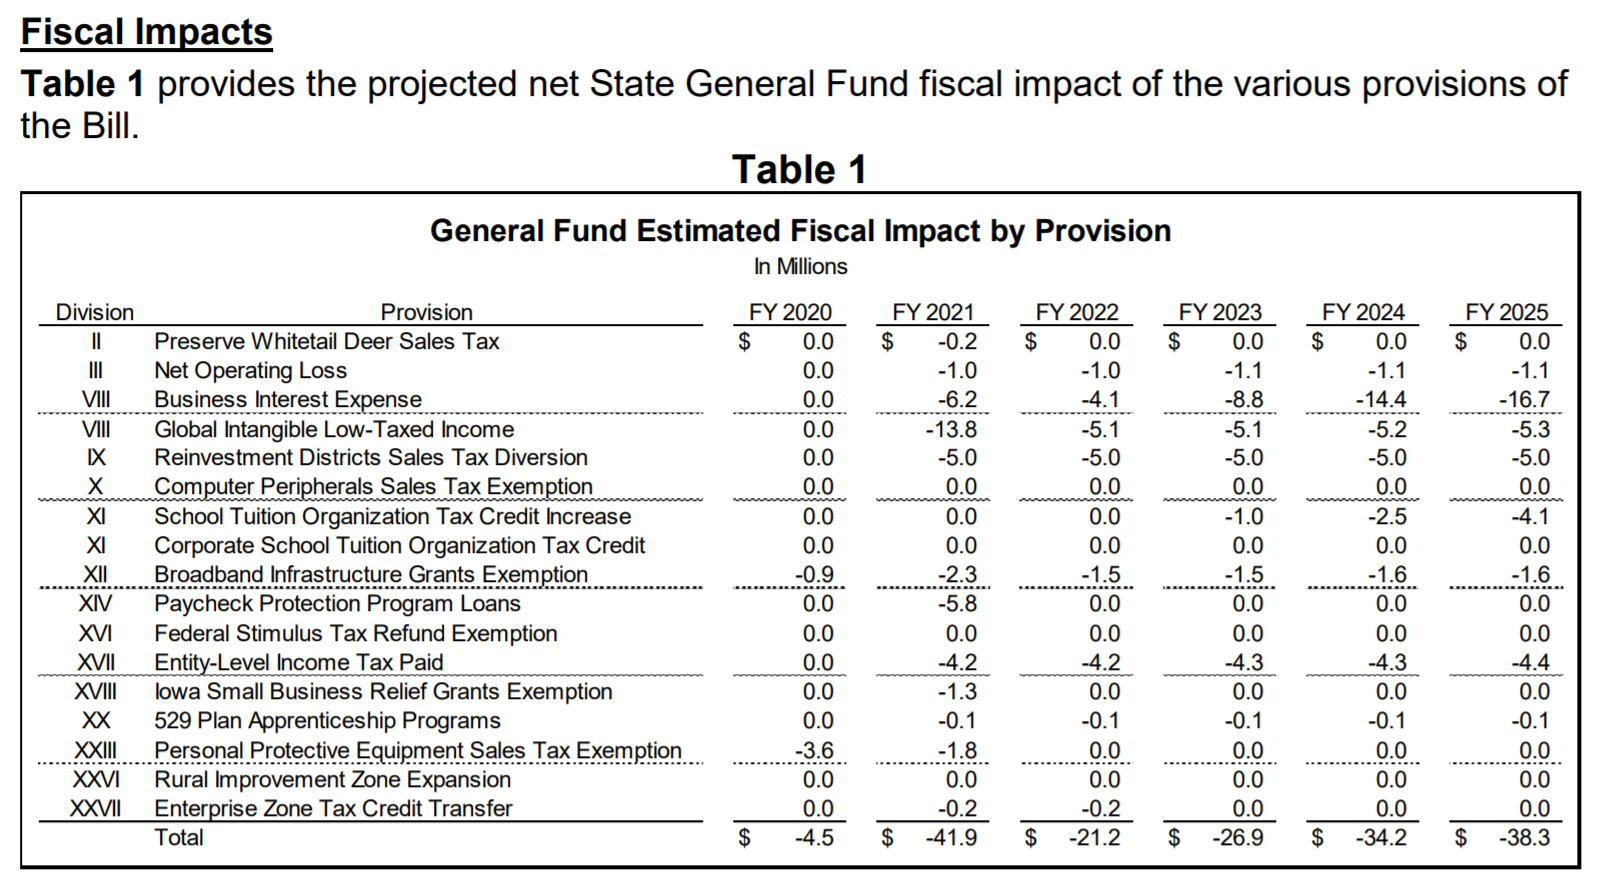 Fiscal Impacts
Table 1 provides the projected net State General Fund fiscal impact of the various provisions of
the Bill.
Table 1
General Fund Estimated Fiscal Impact by Provision
In Millions
Division Provision FY 2020 FY 2021 FY 2022 FY 2023 FY 2024 FY 2025
II Preserve Whitetail Deer Sales Tax $ 0.0 $ -0.2 $ 0.0 $ 0.0 $ 0.0 $ 0.0
III Net Operating Loss 0.0 -1.0 -1.0 -1.1 -1.1 -1.1
VIII Business Interest Expense 0.0 -6.2 -4.1 -8.8 -14.4 -16.7
VIII Global Intangible Low-Taxed Income 0.0 -13.8 -5.1 -5.1 -5.2 -5.3
IX Reinvestment Districts Sales Tax Diversion 0.0 -5.0 -5.0 -5.0 -5.0 -5.0
X Computer Peripherals Sales Tax Exemption 0.0 0.0 0.0 0.0 0.0 0.0
XI School Tuition Organization Tax Credit Increase 0.0 0.0 0.0 -1.0 -2.5 -4.1
XI Corporate School Tuition Organization Tax Credit 0.0 0.0 0.0 0.0 0.0 0.0
XII Broadband Infrastructure Grants Exemption -0.9 -2.3 -1.5 -1.5 -1.6 -1.6
XIV Paycheck Protection Program Loans 0.0 -5.8 0.0 0.0 0.0 0.0
XVI Federal Stimulus Tax Refund Exemption 0.0 0.0 0.0 0.0 0.0 0.0
XVII Entity-Level Income Tax Paid 0.0 -4.2 -4.2 -4.3 -4.3 -4.4
XVIII Iowa Small Business Relief Grants Exemption 0.0 -1.3 0.0 0.0 0.0 0.0
XX 529 Plan Apprenticeship Programs 0.0 -0.1 -0.1 -0.1 -0.1 -0.1
XXIII Personal Protective Equipment Sales Tax Exemption -3.6 -1.8 0.0 0.0 0.0 0.0
XXVI Rural Improvement Zone Expansion 0.0 0.0 0.0 0.0 0.0 0.0
XXVII Enterprise Zone Tax Credit Transfer 0.0 -0.2 -0.2 0.0 0.0 0.0
Total $ -4.5 $ -41.9 $ -21.2 $ -26.9 $ -34.2 $ -38.3